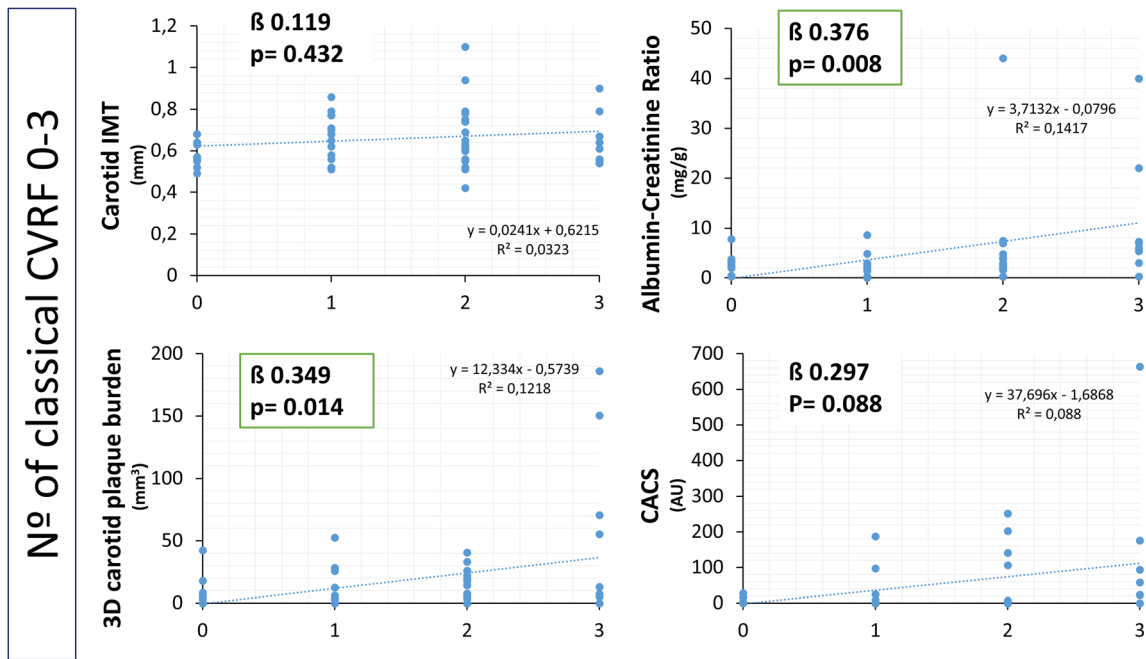 Nº of classical CVRF 0-3
Carotid IMT
(mm)
ß 0.119
p= 0.432
1,2
1
0,8
0,6
0,4
0,2
0
y = 0,0241x + 0,6215
R² = 0,0323
0 1 2 3
Albumin-Creatinine Ratio
(mg/g)
ß 0.376
p= 0.008
50
40
30
20
10
0
y = 3,7132x - 0,0796
R² = 0,1417
0 1 2 3
3D carotid plaque burden
(mm³)
ß 0.349
p= 0.014
200
150
100
50
0
y = 12,334x - 0,5739
R² = 0,1218
0 1 2 3
CACS
(AU)
ß 0.297
P= 0.088
700
600
500
400
300
200
100
0
y = 37,696x - 1,6868
R² = 0,088
0 1 2 3